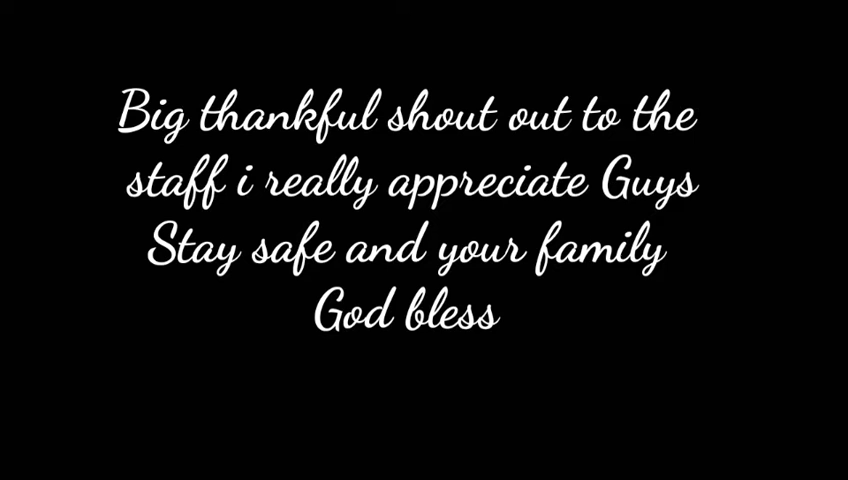 Big thankful shout out to the
staff i really appreciate Guys
Stay safe and your family
God bless